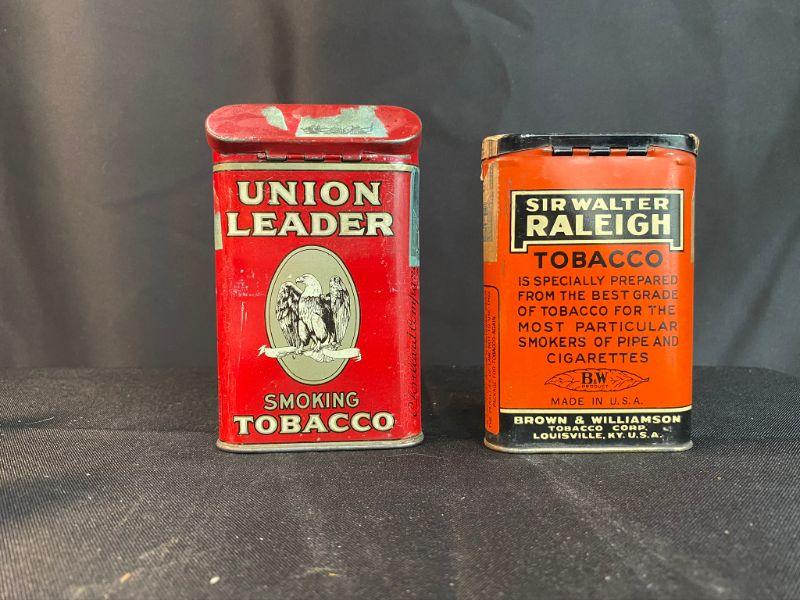 UNION
LEADER
SMOKING
TOBACCO
SIR WALTER
RALEIGH
TOBACCO
IS SPECIALLY PREPARED
FROM THE BEST GRADE
OF TOBACCO FOR THE
MOST PARTICULAR
SMOKERS OF PIPE AND
CIGARETTES
B&W
PRODUCT
MADE IN U.S.A.
BROWN & WILLIAMSON
TOBACCO CORP.
LOUISVILLE, KY. U.S.A.